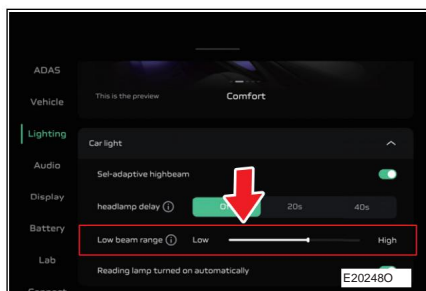 ADAS
Vehicle
This is the preview
Comfort
Lighting
Car light
Audio
Sel-adaptive highbeam
Display
headlamp delay
20s
40s
Battery
Low beam range
Low
High
Lab
Reading lamp turned on automatically
E20248O
Connect